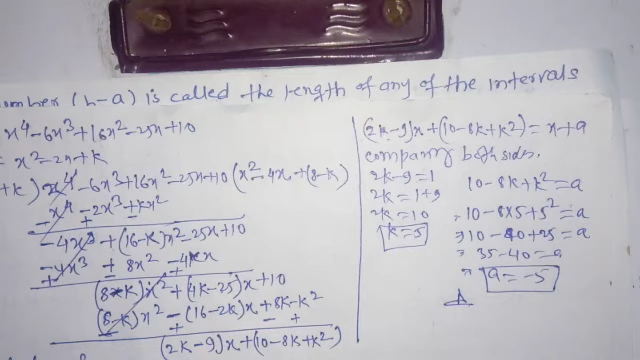 (b-a) is called the length of any of the intervals
x⁴-6x³+16x²-25x+10
= x²-2x+k
+k) x⁴-6x³+16x²-25x+10 (x²-4x+(8-k)
- x⁴ + -2x³ - +kx²
-4x³+(16-k)x²-25x+10
+ -4x³ ± 8x² + -4kx
(8-k)x²+(4k-25)x+10
- (8-k)x² + -(16-2k)x - +8k - + k²
(2k-9)x+(10-8k+k²)
(2k-9)x+(10-8k+k²)=x+a
both sides.
2k-9=1
2k=1+9
2k=10
k=5
10-8k+k²=a
10-8x5+5²=a
10-40+25=a
35-40=a
a=-5